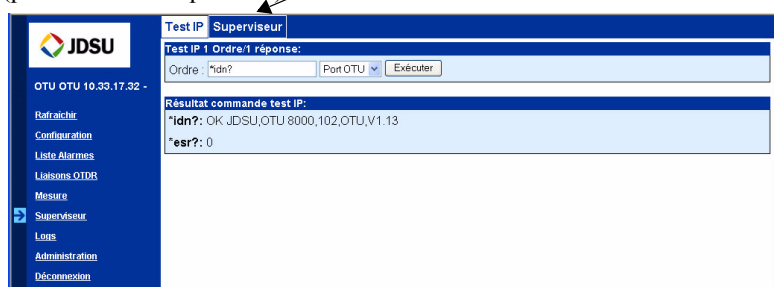 Test IP Superviseur
JDSU
Test IP 1 Ordre/1 réponse:
Ordre : *idn? Port OTU Exécuter
OTU OTU 10.33.17.32 -
Résultat commande test IP:
*idn?: OK JDSU,OTU 8000,102,OTU,V1.13
*esr?: 0
Rafraichir
Configuration
Liste Alarmes
Liaisons OTDR
Mesure
Superviseur
Logs
Administration
Déconnexion